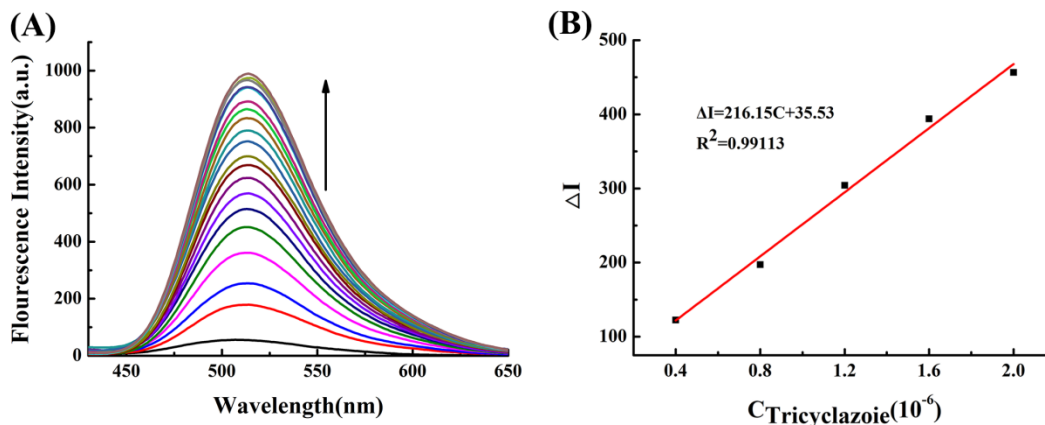 (A)
Flourescence Intensity(a.u.)
1000
800
600
400
200
0
450
500
550
600
650
Wavelength(nm)
(B)
△I
500
400
300
200
100
ΔI=216.15C+35.53
R²=0.99113
0.4
0.8
1.2
1.6
2.0
CTricyclazoie(10⁻⁶)